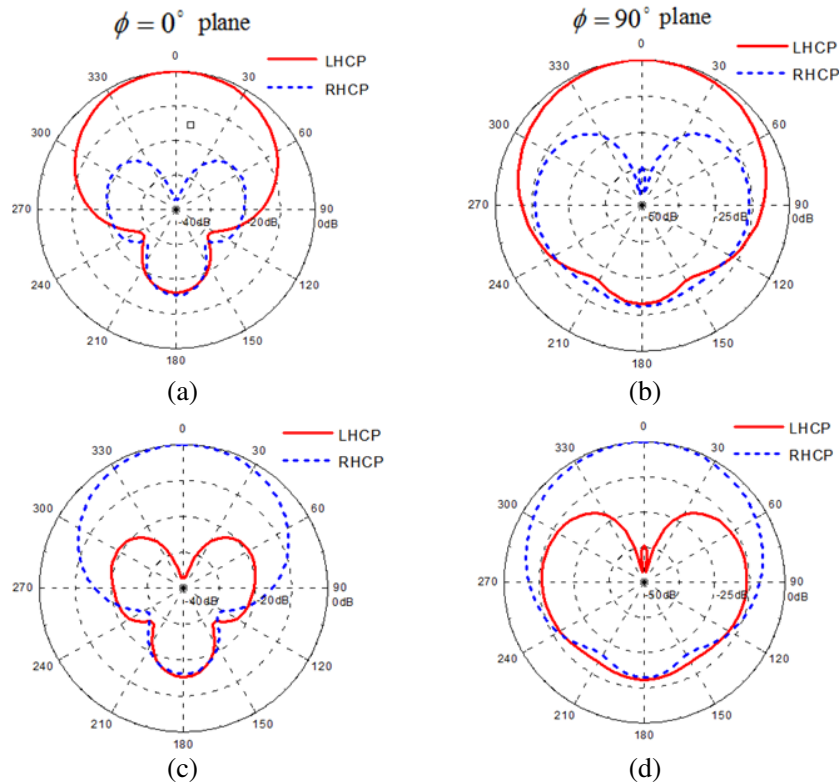 ϕ = 0° plane
0
LHCP
RHCP
330
30
300
60
270
40dB
-20dB
90
0dB
240
120
210
150
180
(a)
ϕ = 90° plane
0
LHCP
RHCP
330
30
300
60
270
50dB
-25dB
90
0dB
240
120
210
150
180
(b)
0
LHCP
RHCP
330
30
300
60
270
40dB
-20dB
90
0dB
240
120
210
150
180
(c)
0
LHCP
RHCP
330
30
300
60
270
-50dB
-25dB
90
0dB
240
120
210
150
180
(d)